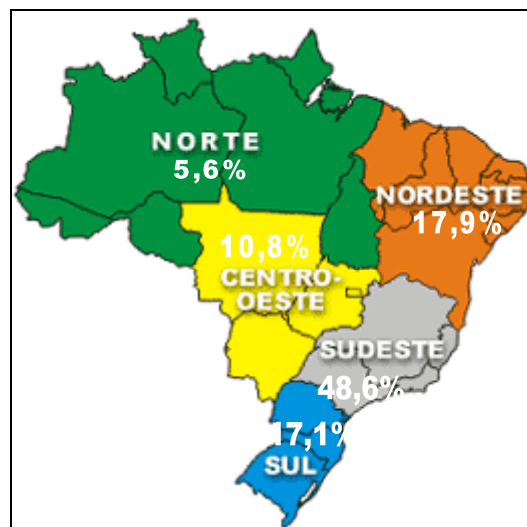 NORTE
5,6%
NORDESTE
17,9%
10,8%
CENTRO-
OESTE
SUDESTE
48,6%
17,1%
SUL